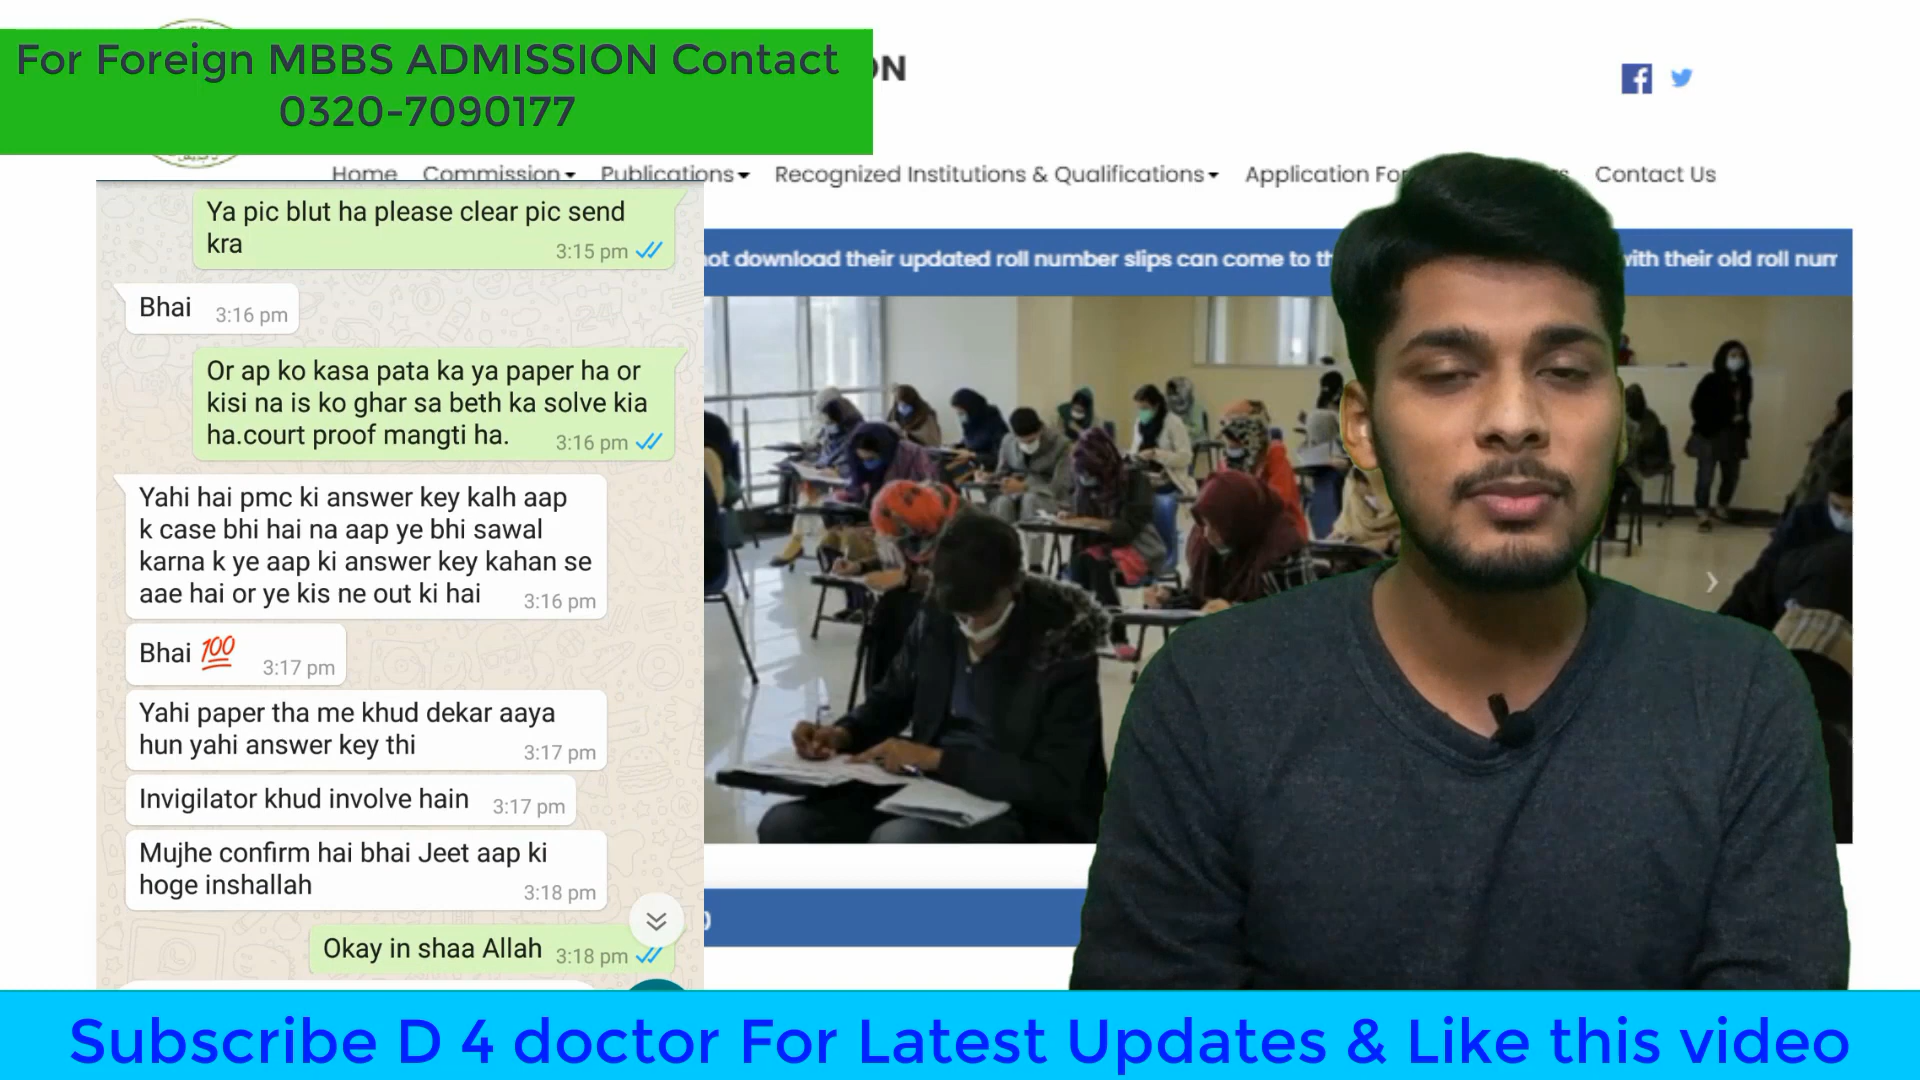 For Foreign MBBS ADMISSION Contact
0320-7090177
ON
Home Commission Publications Recognized Institutions & Qualifications Application Contact Us
not download their updated roll number slips can come to with their old roll num
Ya pic blut ha please clear pic send
kra 3:15 pm
Bhai 3:16 pm
Or ap ko kasa pata ka ya paper ha or
kisi na is ko ghar sa beth ka solve kia
ha.court proof mangti ha. 3:16 pm
Yahi hai pmc ki answer key kalh aap
k case bhi hai na aap ye bhi sawal
karna k ye aap ki answer key kahan se
aae hai or ye kis ne out ki hai 3:16 pm
Bhai 💯 3:17 pm
Yahi paper tha me khud dekar aaya
hun yahi answer key thi 3:17 pm
Invigilator khud involve hain 3:17 pm
Mujhe confirm hai bhai Jeet aap ki
hoge inshallah 3:18 pm
Okay in shaa Allah 3:18 pm
Subscribe D 4 doctor For Latest Updates & Like this video